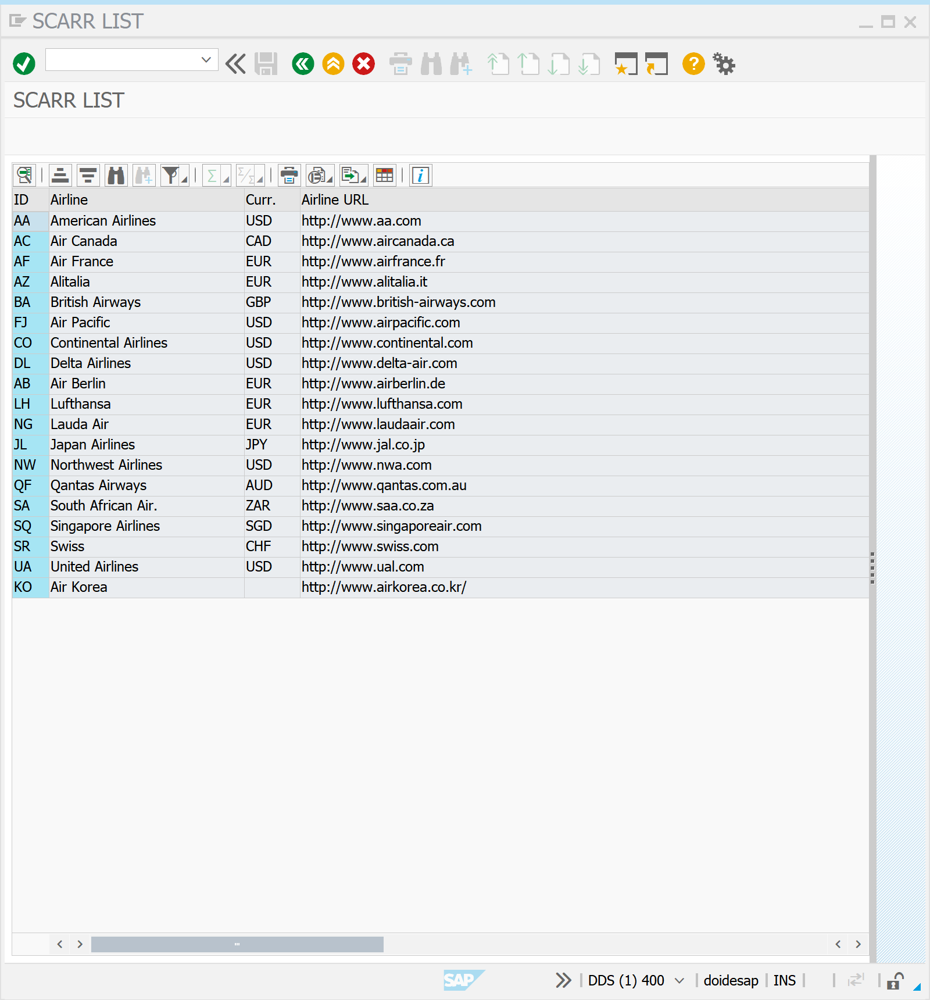 SCARR LIST
SCARR LIST
ID Airline Curr. Airline URL
AA American Airlines USD http://www.aa.com
AC Air Canada CAD http://www.aircanada.ca
AF Air France EUR http://www.airfrance.fr
AZ Alitalia EUR http://www.alitalia.it
BA British Airways GBP http://www.british-airways.com
FJ Air Pacific USD http://www.airpacific.com
CO Continental Airlines USD http://www.continental.com
DL Delta Airlines USD http://www.delta-air.com
AB Air Berlin EUR http://www.airberlin.de
LH Lufthansa EUR http://www.lufthansa.com
NG Lauda Air EUR http://www.laudaair.com
JL Japan Airlines JPY http://www.jal.co.jp
NW Northwest Airlines USD http://www.nwa.com
QF Qantas Airways AUD http://www.qantas.com.au
SA South African Air. ZAR http://www.saa.co.za
SQ Singapore Airlines SGD http://www.singaporeair.com
SR Swiss CHF http://www.swiss.com
UA United Airlines USD http://www.ual.com
KO Air Korea http://www.airkorea.co.kr/
SAP DDS (1) 400 doidesap INS